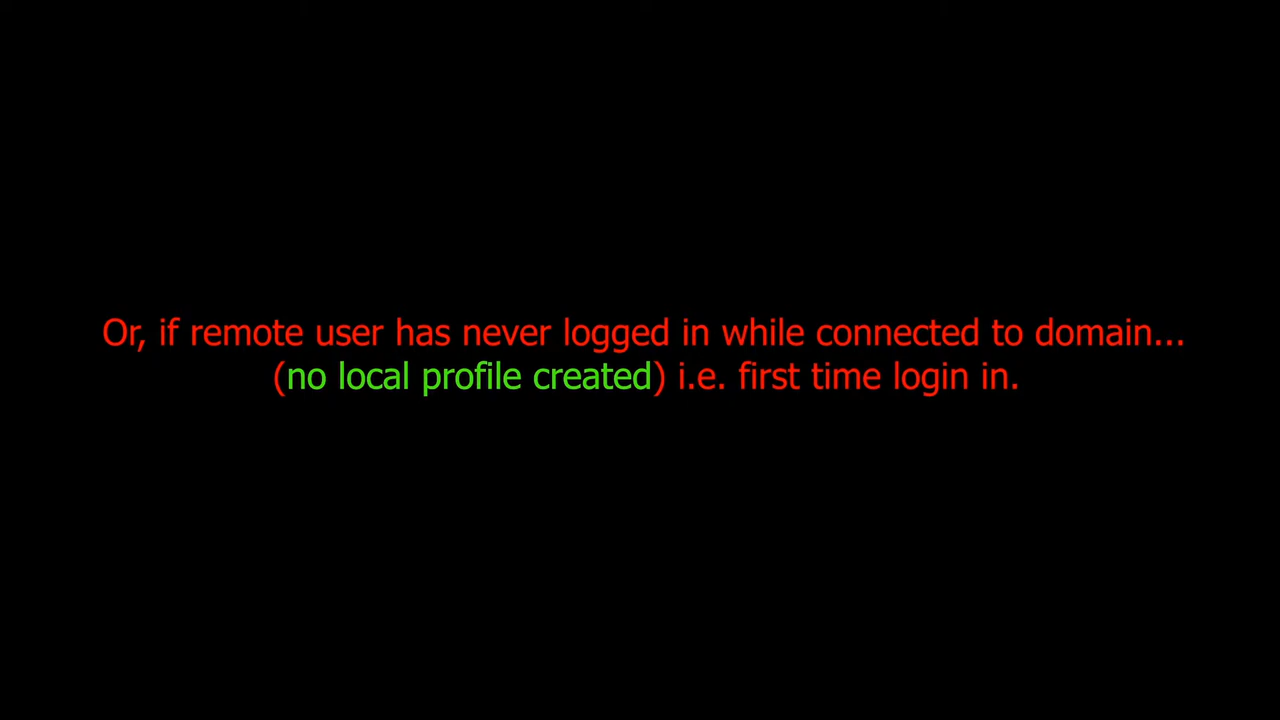 Or, if remote user has never logged in while connected to domain...
(no local profile created) i.e. first time login in.